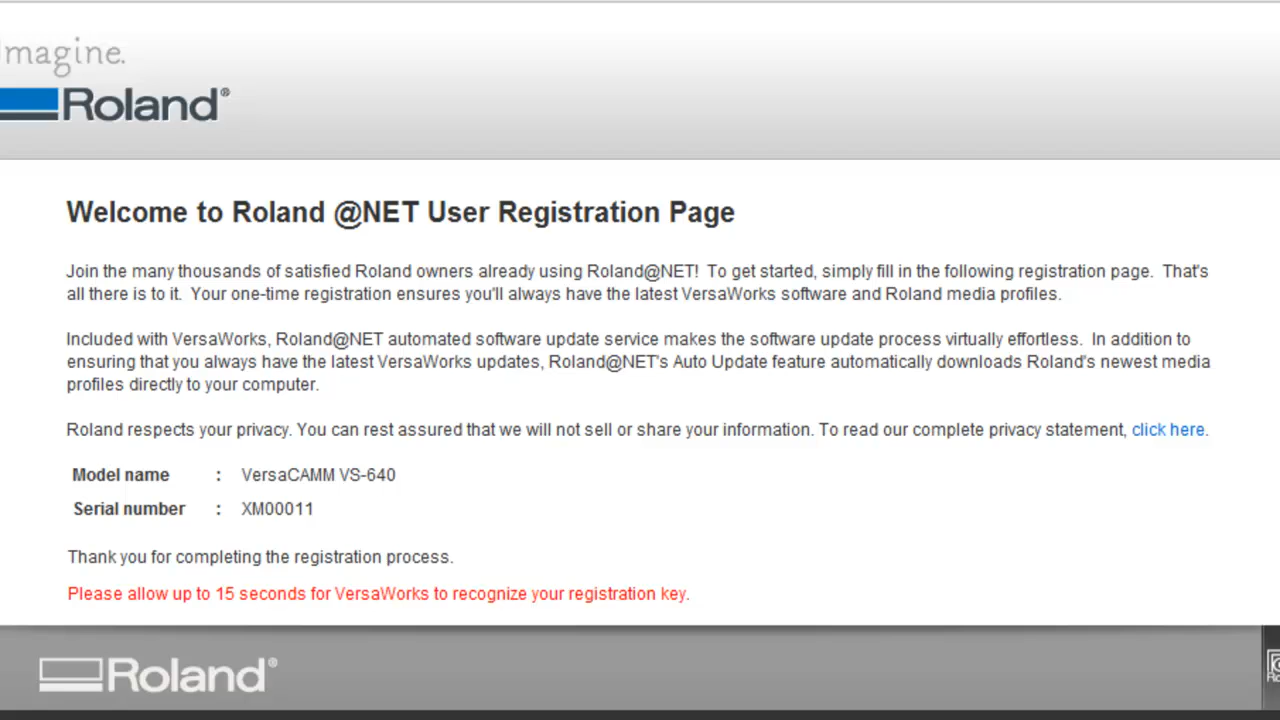 Imagine.
Roland®
Welcome to Roland @NET User Registration Page
Join the many thousands of satisfied Roland owners already using Roland@NET! To get started, simply fill in the following registration page. That's
all there is to it. Your one-time registration ensures you'll always have the latest VersaWorks software and Roland media profiles.
Included with VersaWorks, Roland@NET automated software update service makes the software update process virtually effortless. In addition to
ensuring that you always have the latest VersaWorks updates, Roland@NET's Auto Update feature automatically downloads Roland's newest media
profiles directly to your computer.
Roland respects your privacy. You can rest assured that we will not sell or share your information. To read our complete privacy statement, click here.
Model name : VersaCAMM VS-640
Serial number : XM00011
Thank you for completing the registration process.
Please allow up to 15 seconds for VersaWorks to recognize your registration key.
Roland®